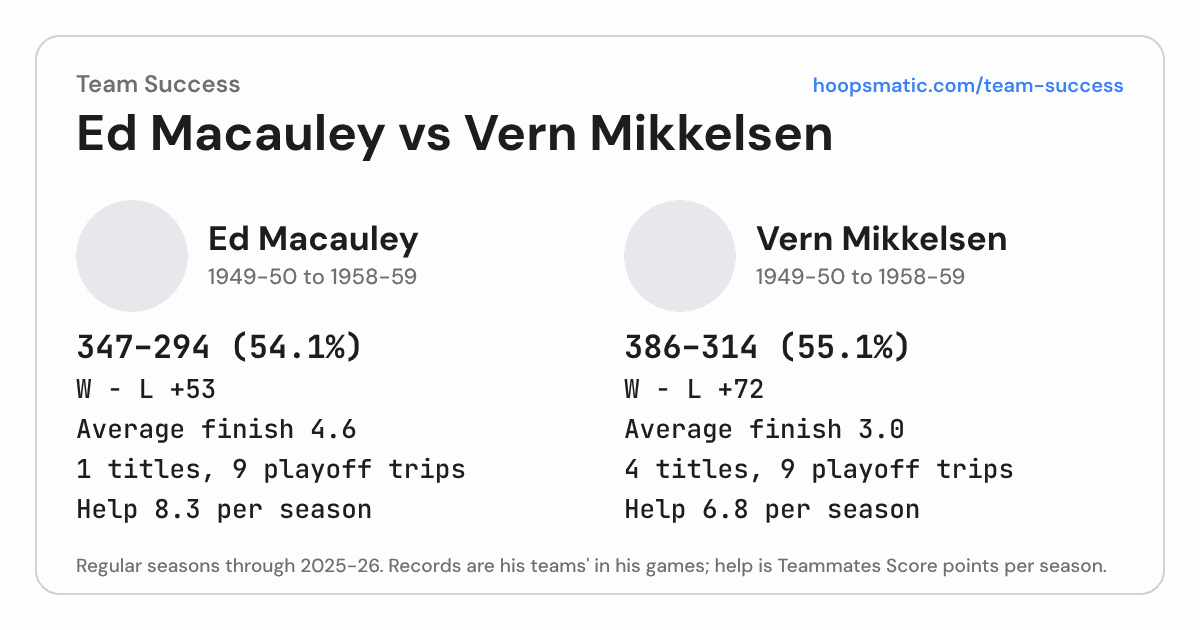 Team Success
hoopsmatic.com/team-success
Ed Macauley vs Vern Mikkelsen
Ed Macauley
1949–50 to 1958–59
347–294 (54.1%)
W - L +53
Average finish 4.6
1 titles, 9 playoff trips
Help 8.3 per season
Vern Mikkelsen
1949–50 to 1958–59
386–314 (55.1%)
W - L +72
Average finish 3.0
4 titles, 9 playoff trips
Help 6.8 per season
Regular seasons through 2025-26. Records are his teams' in his games; help is Teammates Score points per season.